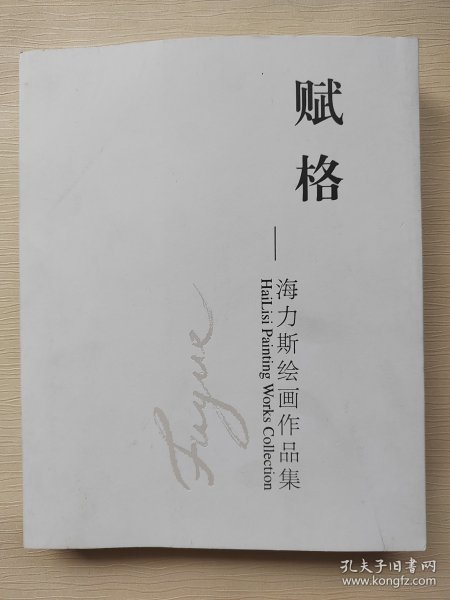 赋格
——海力斯绘画作品集
HaiLisi Painting Works Collection
Fugue
孔夫子旧书网
www.kongfz.com